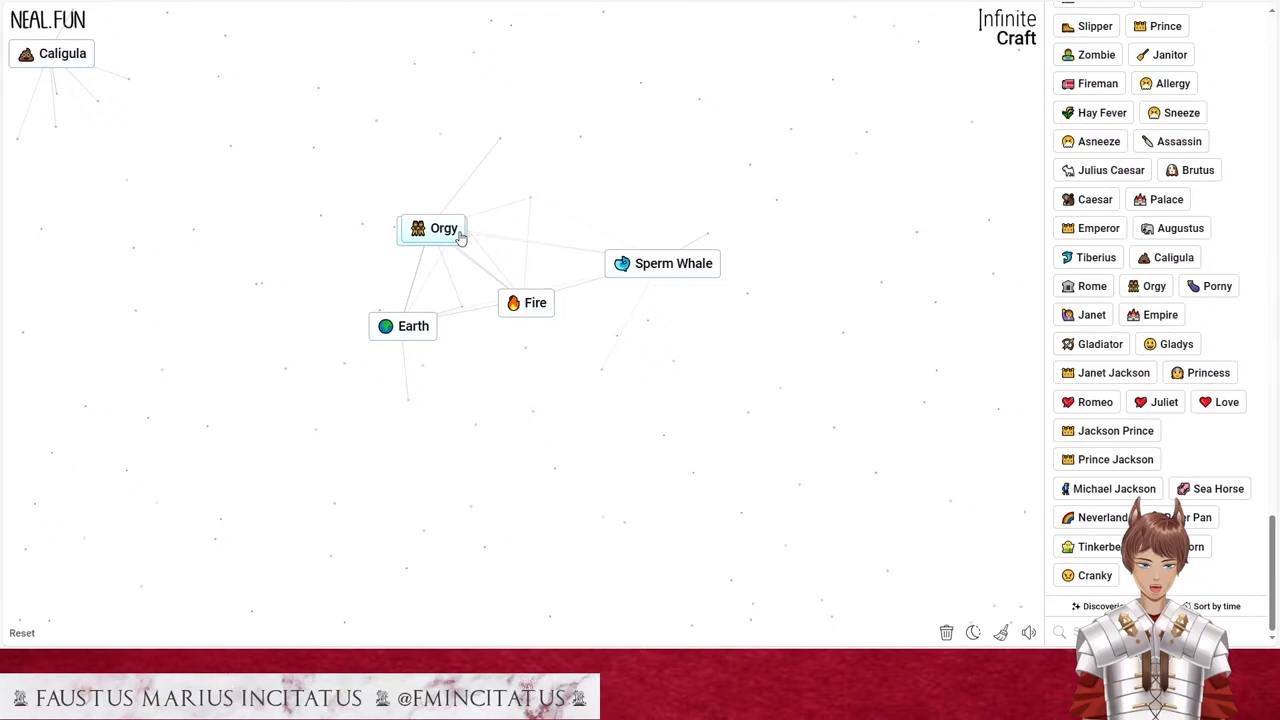 NEAL.FUN
Infinite
Craft
Caligula
Orgy
Sperm Whale
Fire
Earth
Reset
Slipper Prince
Zombie Janitor
Fireman Allergy
Hay Fever Sneeze
Asneeze Assassin
Julius Caesar Brutus
Caesar Palace
Emperor Augustus
Tiberius Caligula
Rome Orgy Porny
Janet Empire
Gladiator Gladys
Janet Jackson Princess
Romeo Juliet Love
Jackson Prince
Prince Jackson
Michael Jackson Sea Horse
Neverland Pan
Cranky
Sort by time
FAUSTUS MARIUS INCITATUS @FMINCITATUS